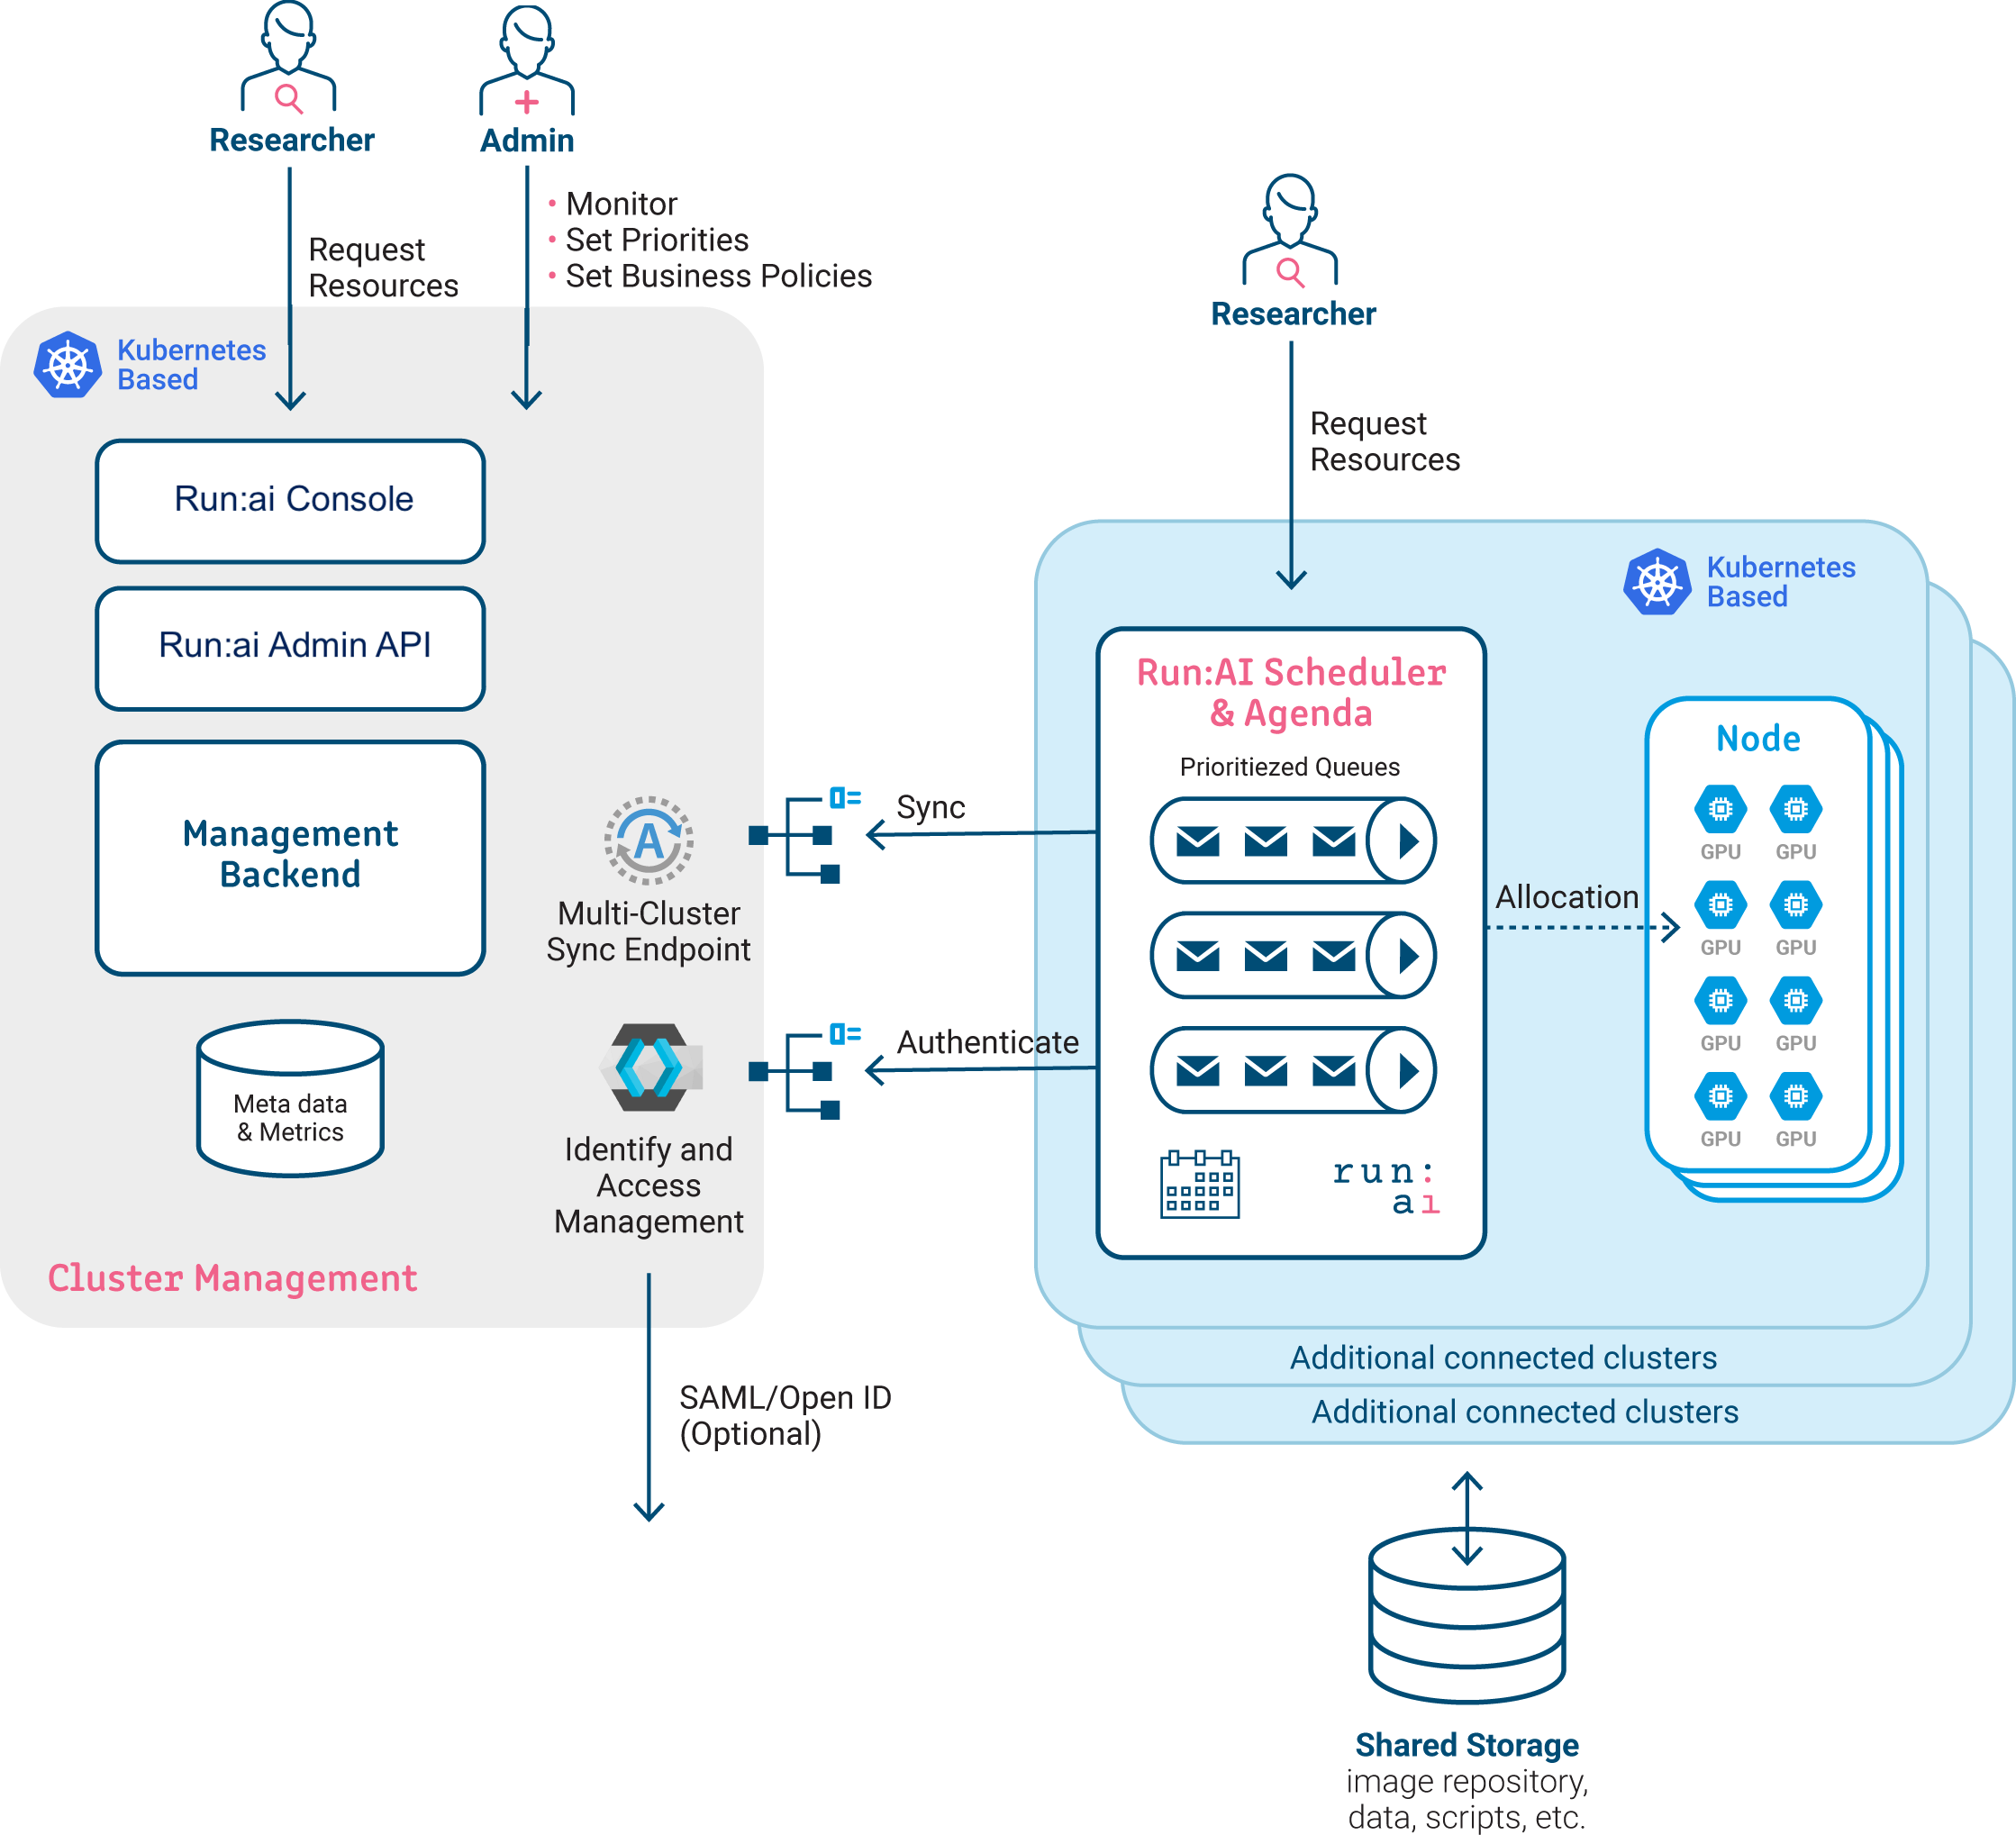 Researcher
Admin
Request
Resources
• Monitor
• Set Priorities
• Set Business Policies
Researcher
Request
Resources
Kubernetes
Based
Run:ai Console
Run:ai Admin API
Management
Backend
Meta data
& Metrics
A
Multi-Cluster
Sync Endpoint
Identify and
Access
Management
Cluster Management
SAML/Open ID
(Optional)
Sync
Authenticate
Kubernetes
Based
Run:AI Scheduler
& Agenda
Prioritiezed Queues
run:
ai
Allocation
Node
GPU GPU
GPU GPU
GPU GPU
GPU GPU
Additional connected clusters
Additional connected clusters
Shared Storage
image repository,
data, scripts, etc.